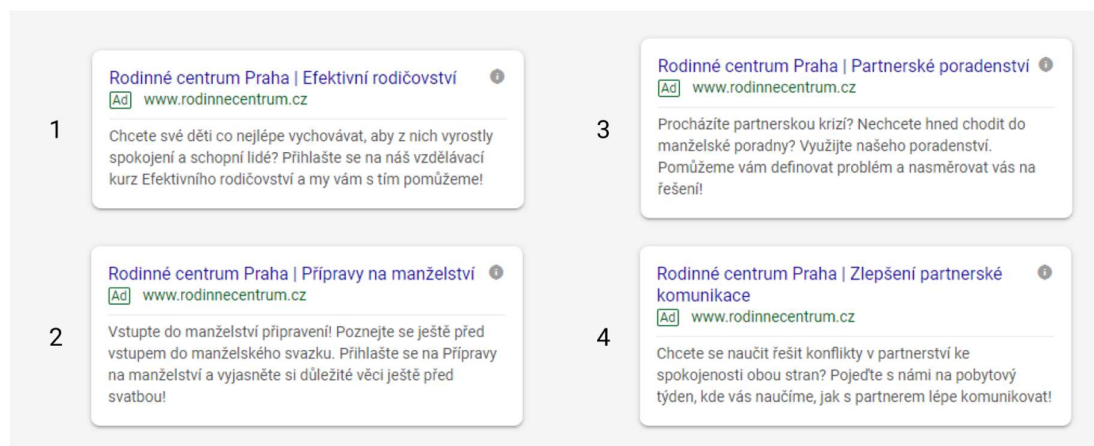 1
Rodinné centrum Praha | Efektivní rodičovství
Ad www.rodinnecentrum.cz
Chcete své děti co nejlépe vychovávat, aby z nich vyrostly
spokojení a schopní lidé? Přihlašte se na náš vzdělávací
kurz Efektivního rodičovství a my vám s tím pomůžeme!
2
Rodinné centrum Praha | Přípravy na manželství
Ad www.rodinnecentrum.cz
Vstupte do manželství připravení! Poznejte se ještě před
vstupem do manželského svazku. Přihlašte se na Přípravy
na manželství a vyjasněte si důležité věci ještě před
svatbou!
3
Rodinné centrum Praha | Partnerské poradenství
Ad www.rodinnecentrum.cz
Procházíte partnerskou krizí? Nechcete hned chodit do
manželské poradny? Využijte našeho poradenství.
Pomůžeme vám definovat problém a nasměrovat vás na
řešení!
4
Rodinné centrum Praha | Zlepšení partnerské
komunikace
Ad www.rodinnecentrum.cz
Chcete se naučit řešit konflikty v partnerství ke
spokojenosti obou stran? Pojeďte s námi na pobytový
týden, kde vás naučíme, jak s partnerem lépe komunikovat!